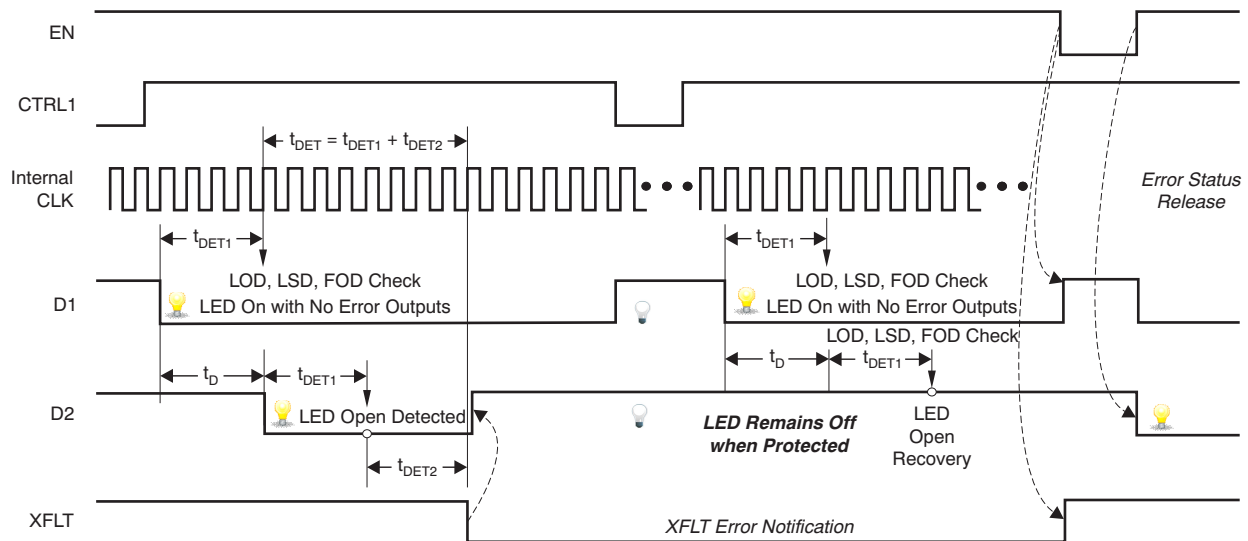 EN
CTRL1
t_DET = t_DET1 + t_DET2
Internal
CLK
Error Status
Release
t_DET1
t_DET1
LOD, LSD, FOD Check
LED On with No Error Outputs
LOD, LSD, FOD Check
LED On with No Error Outputs
D1
LOD, LSD, FOD Check
t_D
t_DET1
t_D
t_DET1
D2
LED Open Detected
LED Remains Off
when Protected
LED
Open
Recovery
t_DET2
XFLT
XFLT Error Notification